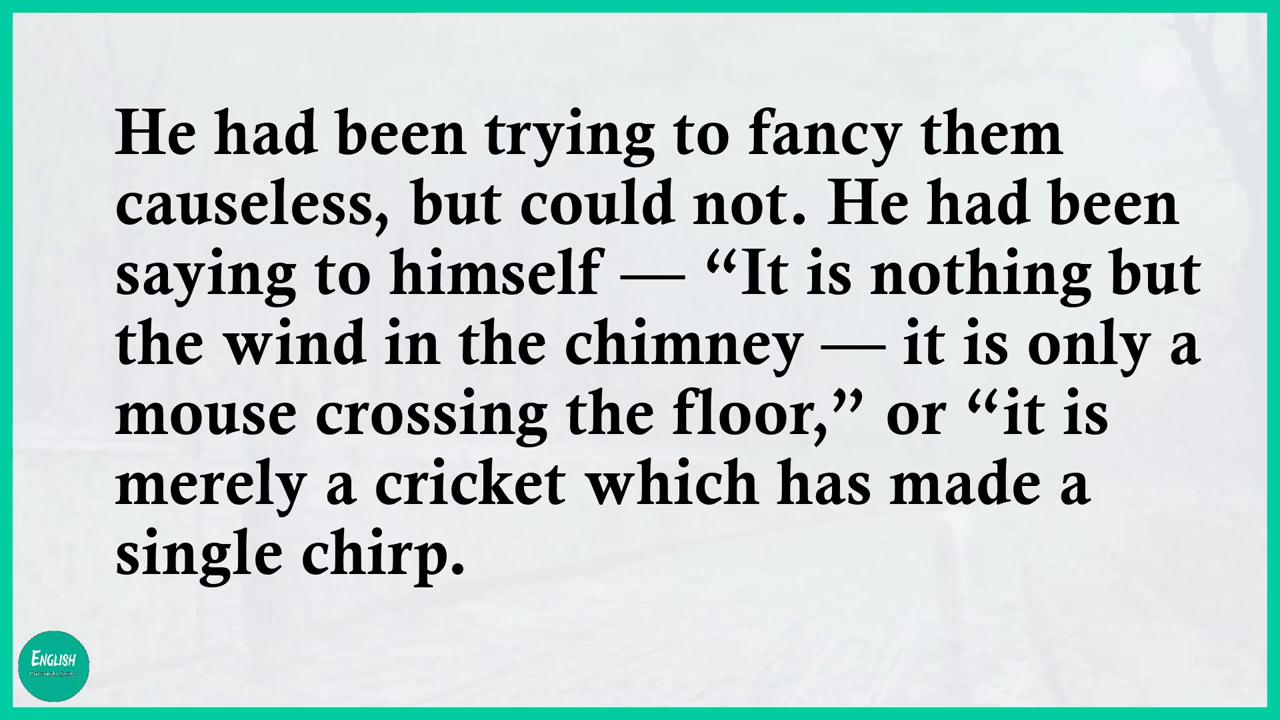 He had been trying to fancy them
causeless, but could not. He had been
saying to himself — “It is nothing but
the wind in the chimney — it is only a
mouse crossing the floor,” or “it is
merely a cricket which has made a
single chirp.
ENGLISH